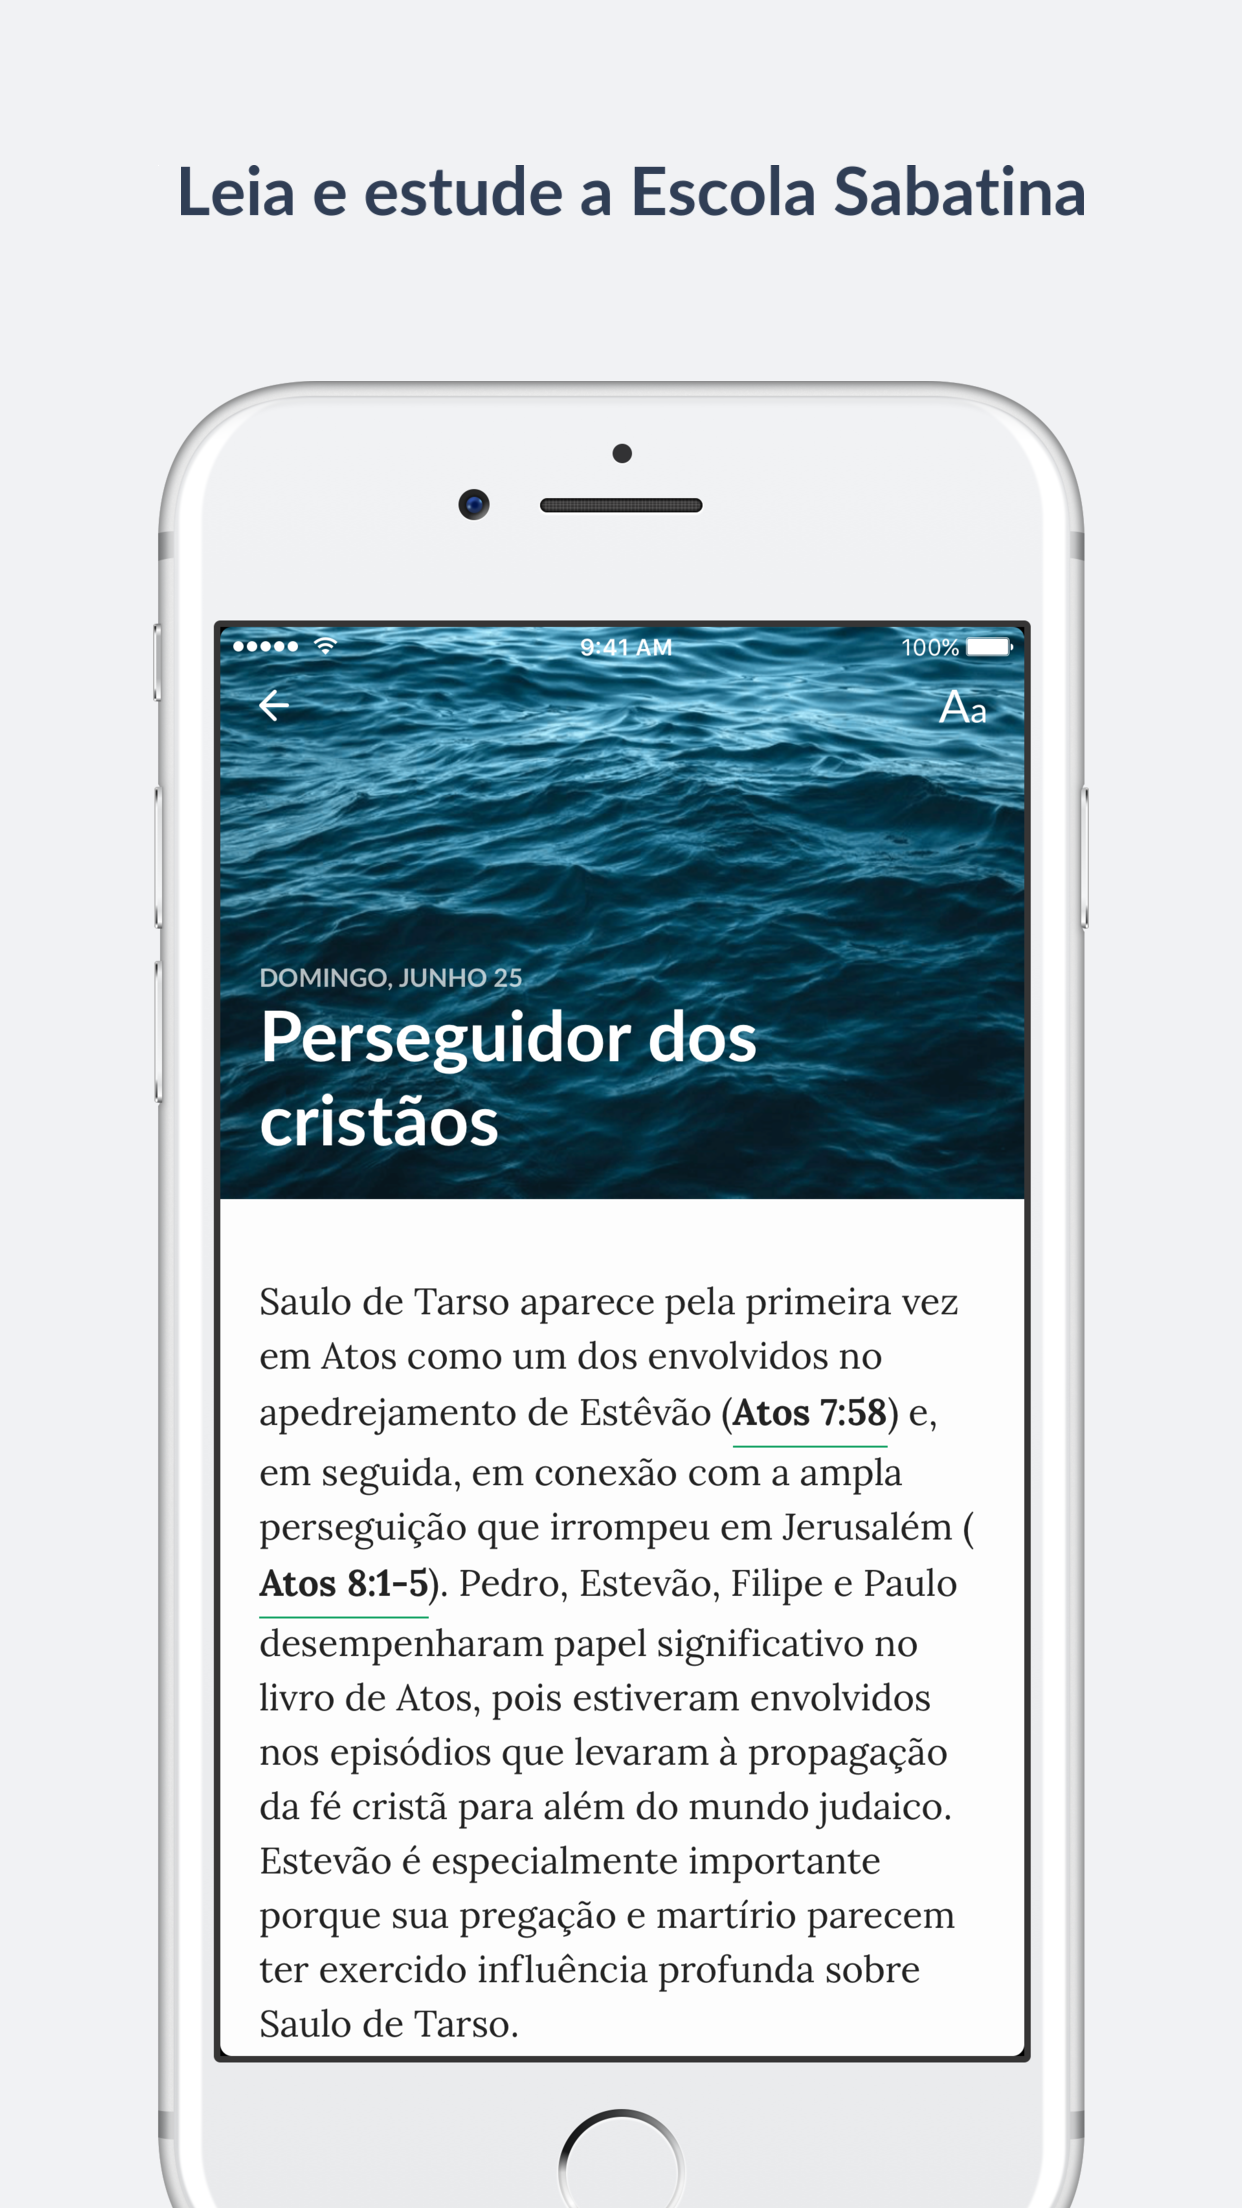 Leia e estude a Escola Sabatina
9:41 AM
100%
Aa
DOMINGO, JUNHO 25
Perseguidor dos
cristãos
Saulo de Tarso aparece pela primeira vez
em Atos como um dos envolvidos no
apedrejamento de Estêvão (Atos 7:58) e,
em seguida, em conexão com a ampla
perseguição que irrompeu em Jerusalém (
Atos 8:1-5). Pedro, Estevão, Filipe e Paulo
desempenharam papel significativo no
livro de Atos, pois estiveram envolvidos
nos episódios que levaram à propagação
da fé cristã para além do mundo judaico.
Estevão é especialmente importante
porque sua pregação e martírio parecem
ter exercido influência profunda sobre
Saulo de Tarso.